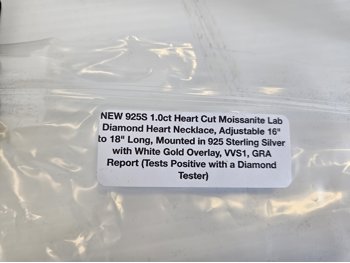 NEW 925S 1.0ct Heart Cut Moissanite Lab
Diamond Heart Necklace, Adjustable 16"
to 18" Long, Mounted in 925 Sterling Silver
with White Gold Overlay, VVS1, GRA
Report (Tests Positive with a Diamond
Tester)